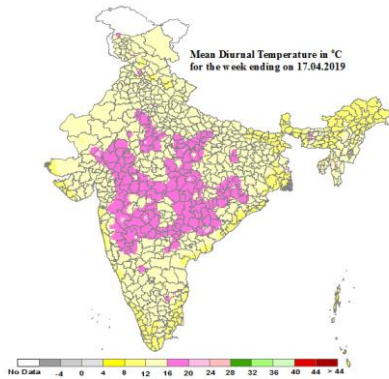 Mean Diurnal Temperature in °C
for the week ending on 17.04.2019
No Data -4 0 4 8 12 16 20 24 28 32 36 40 44 > 44